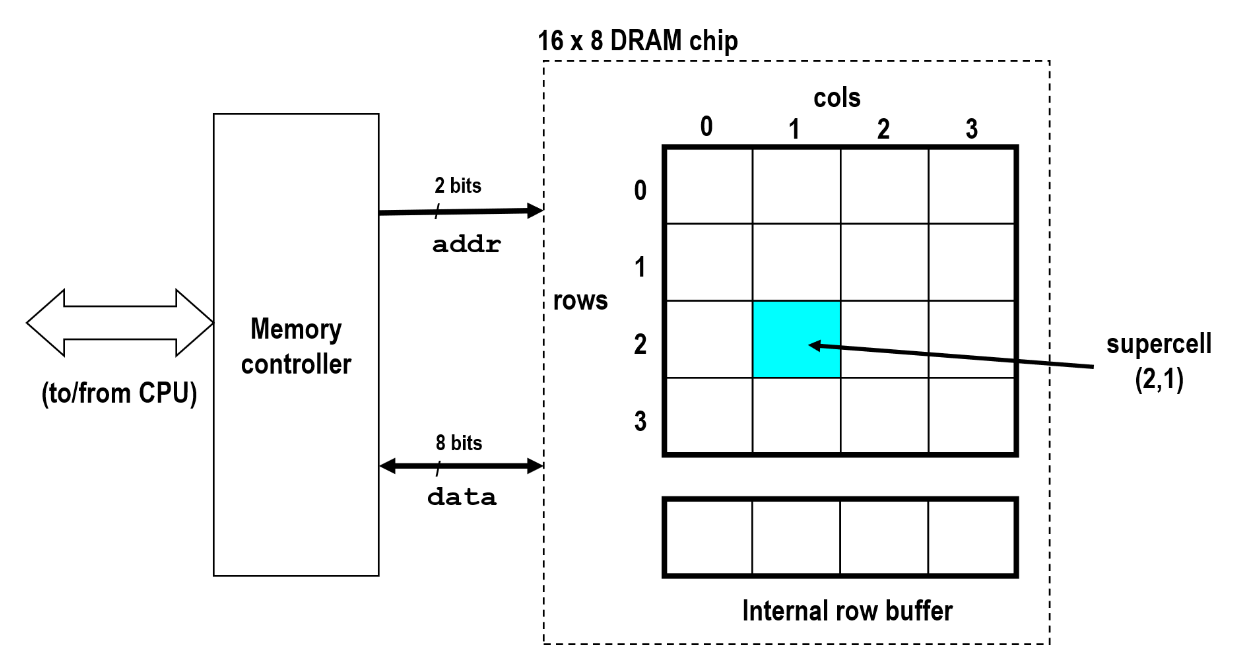 16 x 8 DRAM chip
cols
0 1 2 3
0
2 bits
addr
1
rows
Memory
controller
2
supercell
(2,1)
(to/from CPU)
3
8 bits
data
Internal row buffer